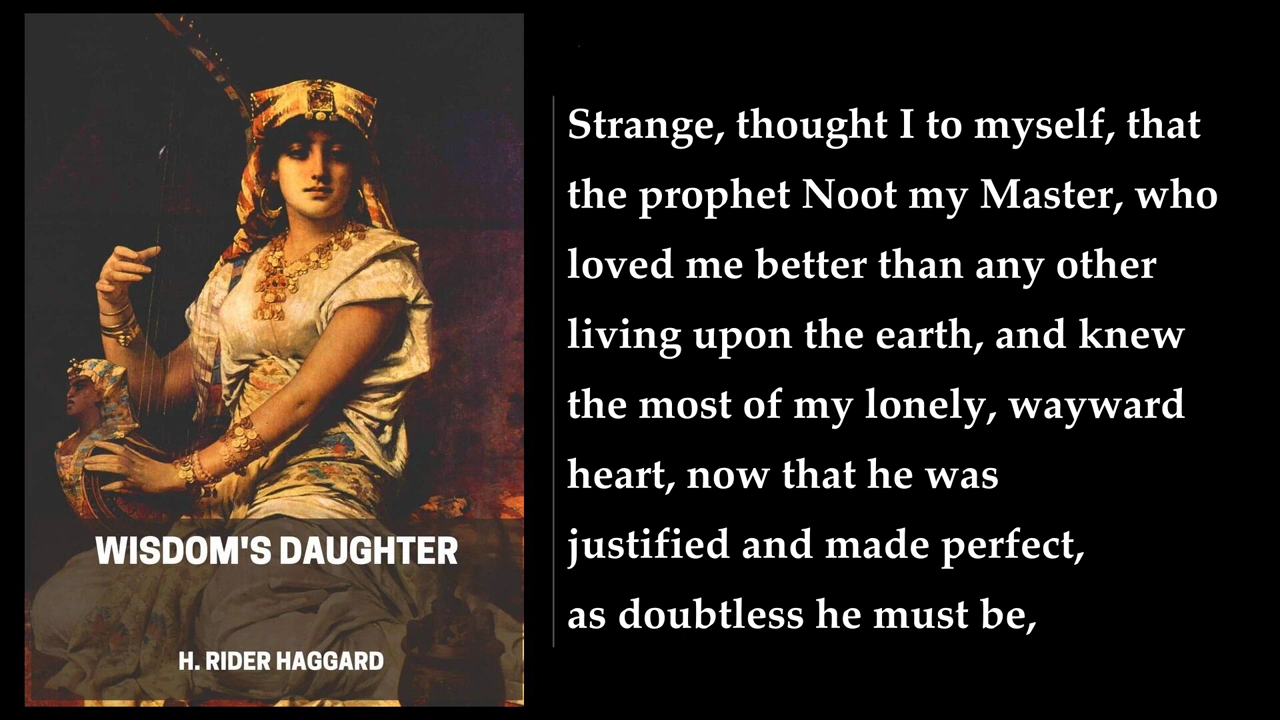 WISDOM'S DAUGHTER
H. RIDER HAGGARD
Strange, thought I to myself, that
the prophet Noot my Master, who
loved me better than any other
living upon the earth, and knew
the most of my lonely, wayward
heart, now that he was
justified and made perfect,
as doubtless he must be,